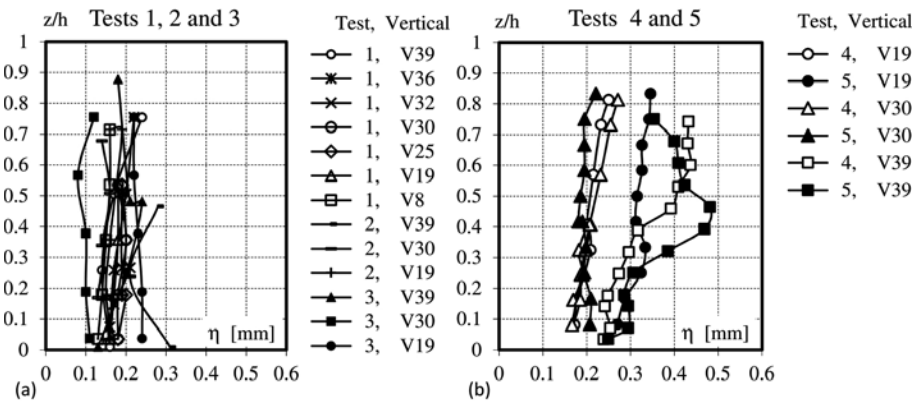 z/h Tests 1, 2 and 3
1
0.9
0.8
0.7
0.6
0.5
0.4
0.3
0.2
0.1
0
η [mm]
0 0.1 0.2 0.3 0.4 0.5 0.6
(a)
Test, Vertical
1, V39
1, V36
1, V32
1, V30
1, V25
1, V19
1, V8
2, V39
2, V30
2, V19
3, V39
3, V30
3, V19
z/h Tests 4 and 5
1
0.9
0.8
0.7
0.6
0.5
0.4
0.3
0.2
0.1
0
η [mm]
0 0.1 0.2 0.3 0.4 0.5 0.6
(b)
Test, Vertical
4, V19
5, V19
4, V30
5, V30
4, V39
5, V39